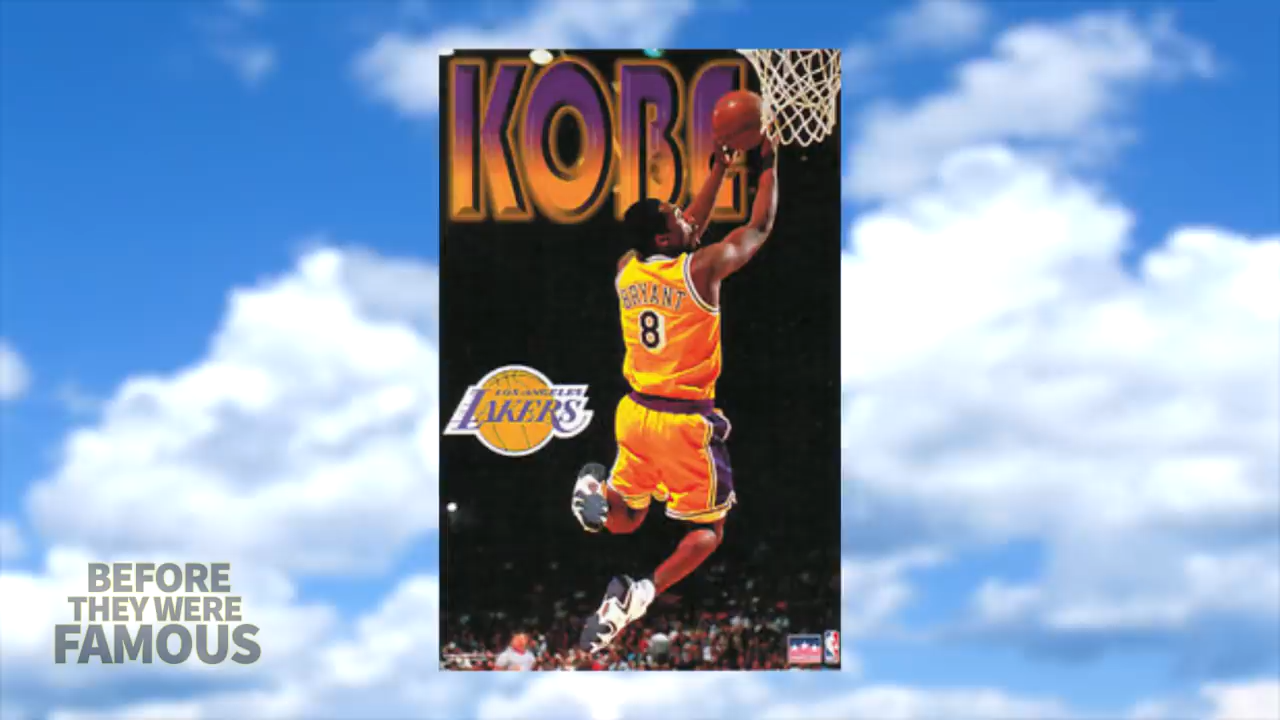 KOBE
BRYANT
8
LOS ANGELES
LAKERS
BEFORE
THEY WERE
FAMOUS